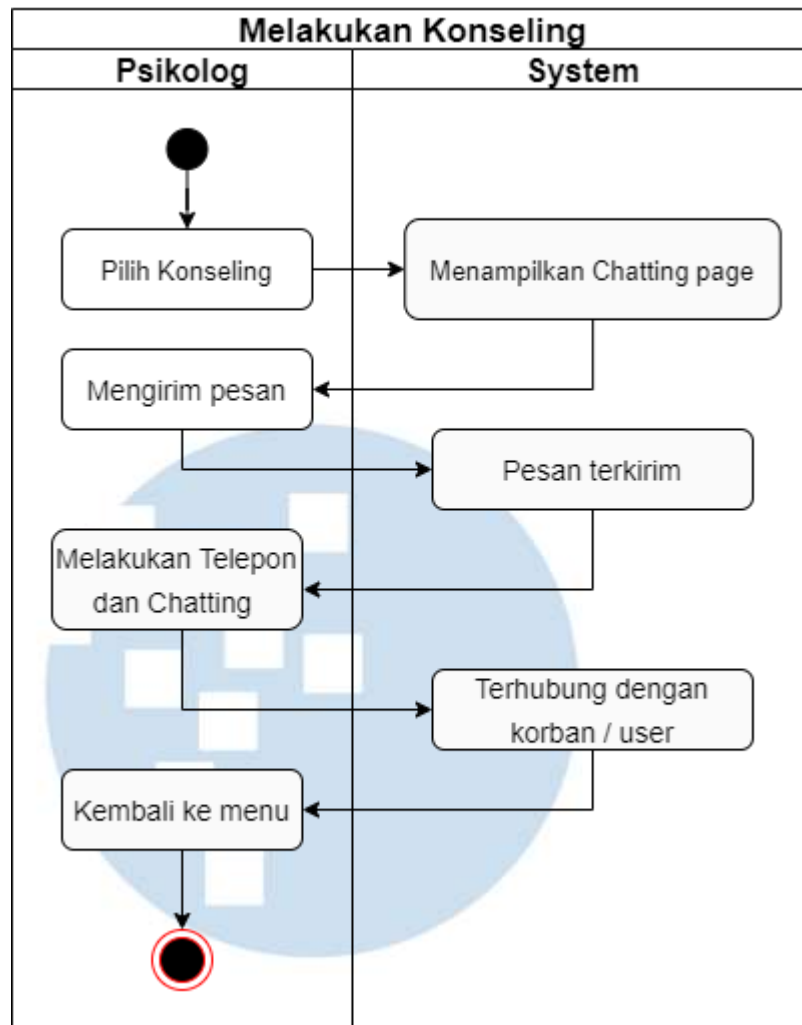 Melakukan Konseling
Psikolog
System
Pilih Konseling
Menampilkan Chatting page
Mengirim pesan
Pesan terkirim
Melakukan Telepon
dan Chatting
Terhubung dengan
korban / user
Kembali ke menu